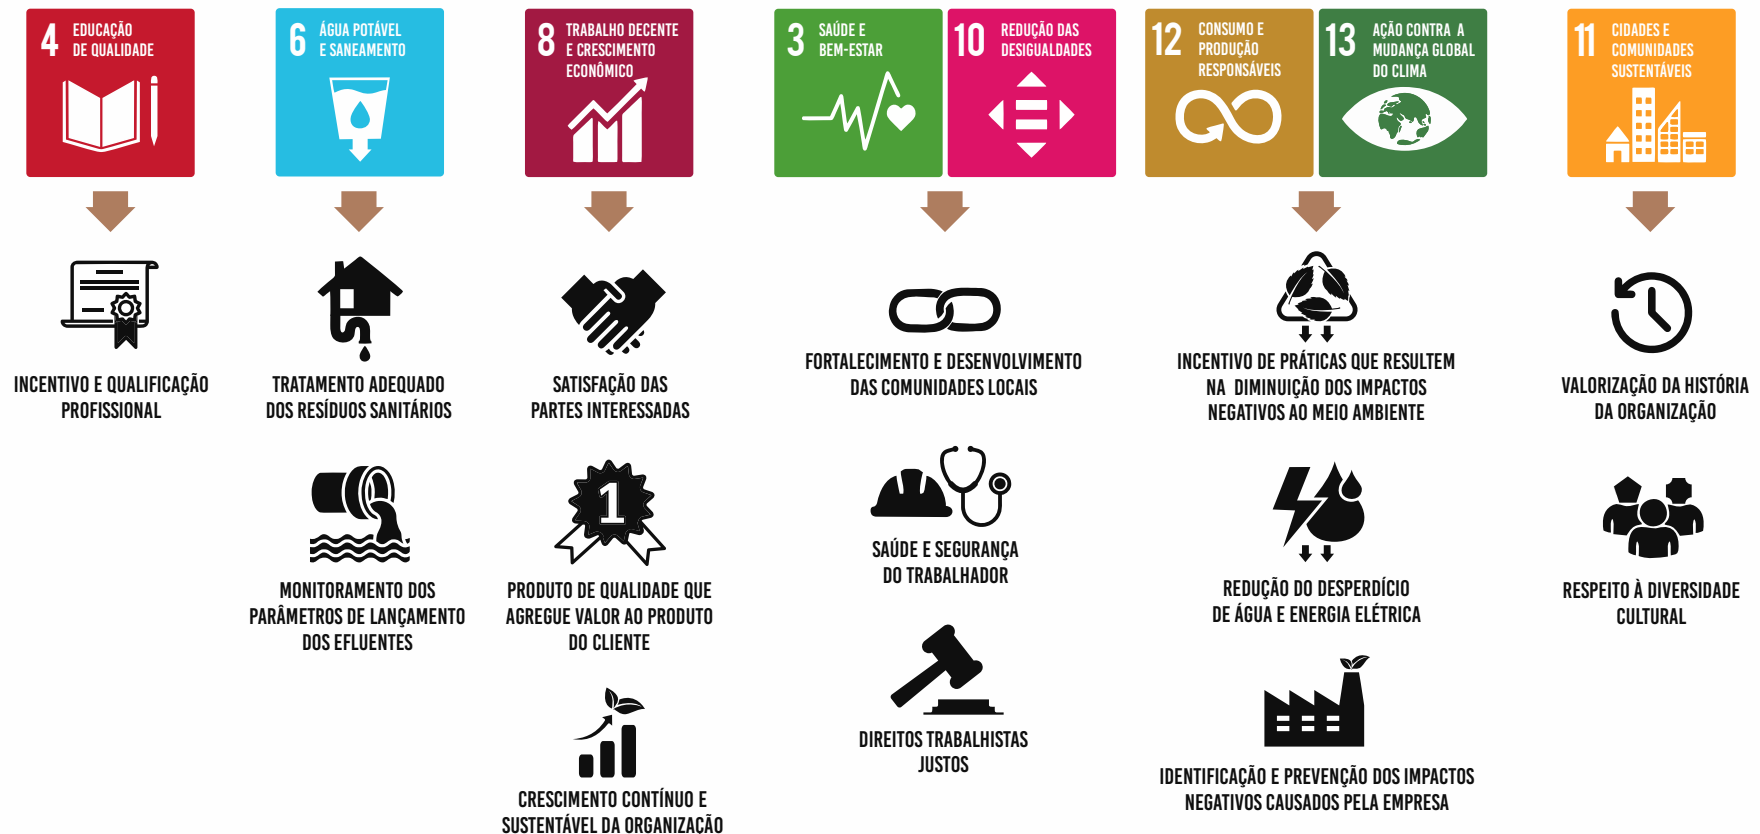 4 EDUCAÇÃO
DE QUALIDADE
INCENTIVO E QUALIFICAÇÃO
PROFISSIONAL
6 ÁGUA POTÁVEL
E SANEAMENTO
TRATAMENTO ADEQUADO
DOS RESÍDUOS SANITÁRIOS
MONITORAMENTO DOS
PARÂMETROS DE LANÇAMENTO
DOS EFLUENTES
8 TRABALHO DECENTE
E CRESCIMENTO
ECONÔMICO
SATISFAÇÃO DAS
PARTES INTERESSADAS
1
PRODUTO DE QUALIDADE QUE
AGREGUE VALOR AO PRODUTO
DO CLIENTE
CRESCIMENTO CONTÍNUO E
SUSTENTÁVEL DA ORGANIZAÇÃO
3 SAÚDE E
BEM-ESTAR
10 REDUÇÃO DAS
DESIGUALDADES
FORTALECIMENTO E DESENVOLVIMENTO
DAS COMUNIDADES LOCAIS
SAÚDE E SEGURANÇA
DO TRABALHADOR
DIREITOS TRABALHISTAS
JUSTOS
12 CONSUMO E
PRODUÇÃO
RESPONSÁVEIS
13 AÇÃO CONTRA A
MUDANÇA GLOBAL
DO CLIMA
INCENTIVO DE PRÁTICAS QUE RESULTEM
NA DIMINUIÇÃO DOS IMPACTOS
NEGATIVOS AO MEIO AMBIENTE
REDUÇÃO DO DESPERDÍCIO
DE ÁGUA E ENERGIA ELÉTRICA
IDENTIFICAÇÃO E PREVENÇÃO DOS IMPACTOS
NEGATIVOS CAUSADOS PELA EMPRESA
11 CIDADES E
COMUNIDADES
SUSTENTÁVEIS
VALORIZAÇÃO DA HISTÓRIA
DA ORGANIZAÇÃO
RESPEITO À DIVERSIDADE
CULTURAL